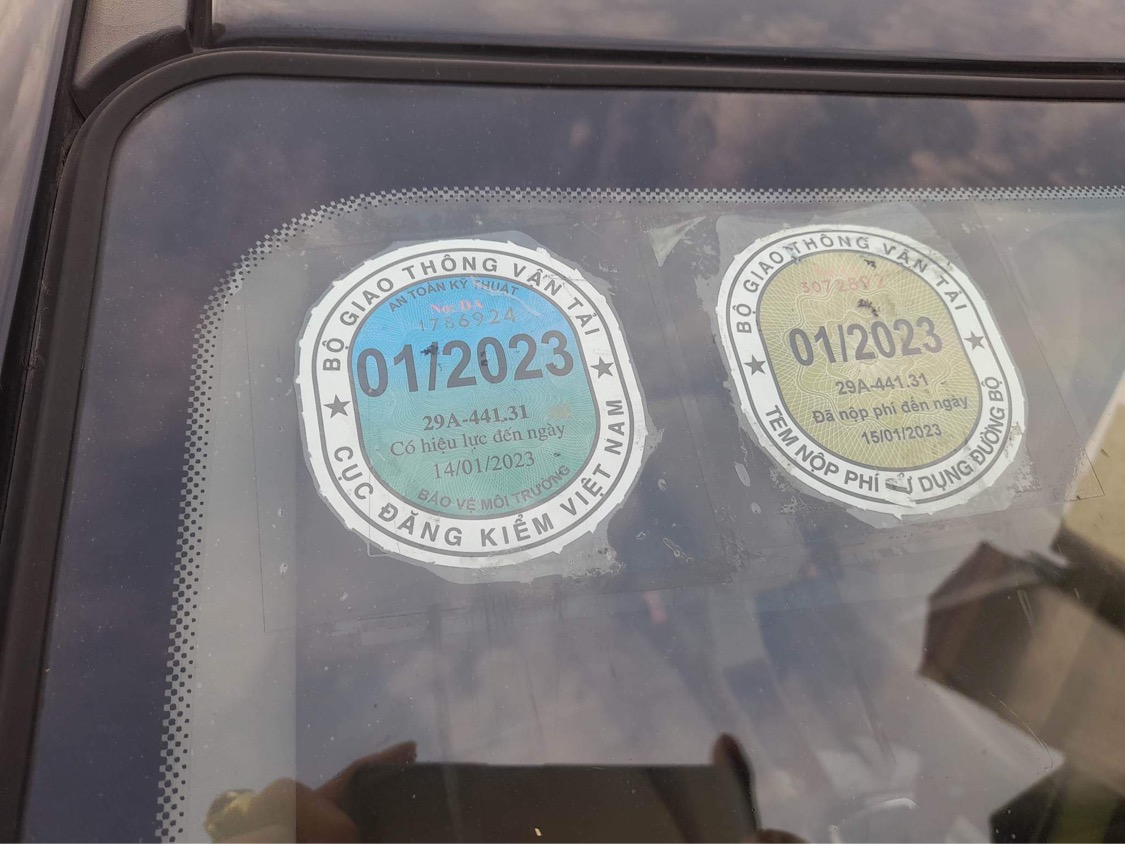 BỘ GIAO THÔNG VẬN TẢI
AN TOÀN KỸ THUẬT
No: DA
1786924
01/2023
29A-441.31
Có hiệu lực đến ngày
14/01/2023
BẢO VỆ MÔI TRƯỜNG
CỤC ĐĂNG KIỂM VIỆT NAM
BỘ GIAO THÔNG VẬN TẢI
01/2023
29A-441.31
Đã nộp phí đến ngày
15/01/2023
TEM NỘP PHÍ SỬ DỤNG ĐƯỜNG BỘ